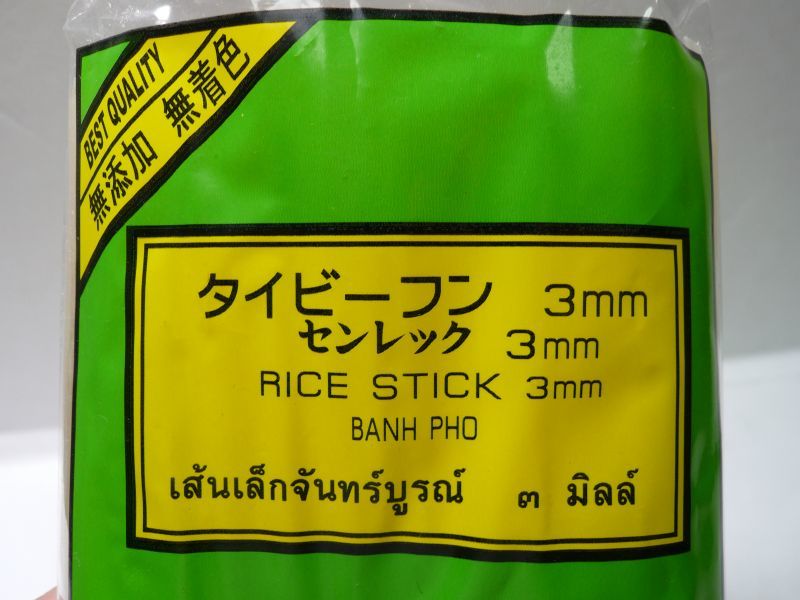 BEST QUALITY
無添加 無着色
タイビーフン 3mm
センレック 3mm
RICE STICK 3mm
BANH PHO
เส้นเล็กจันทร์บูรณ์ ๓ มิลล์